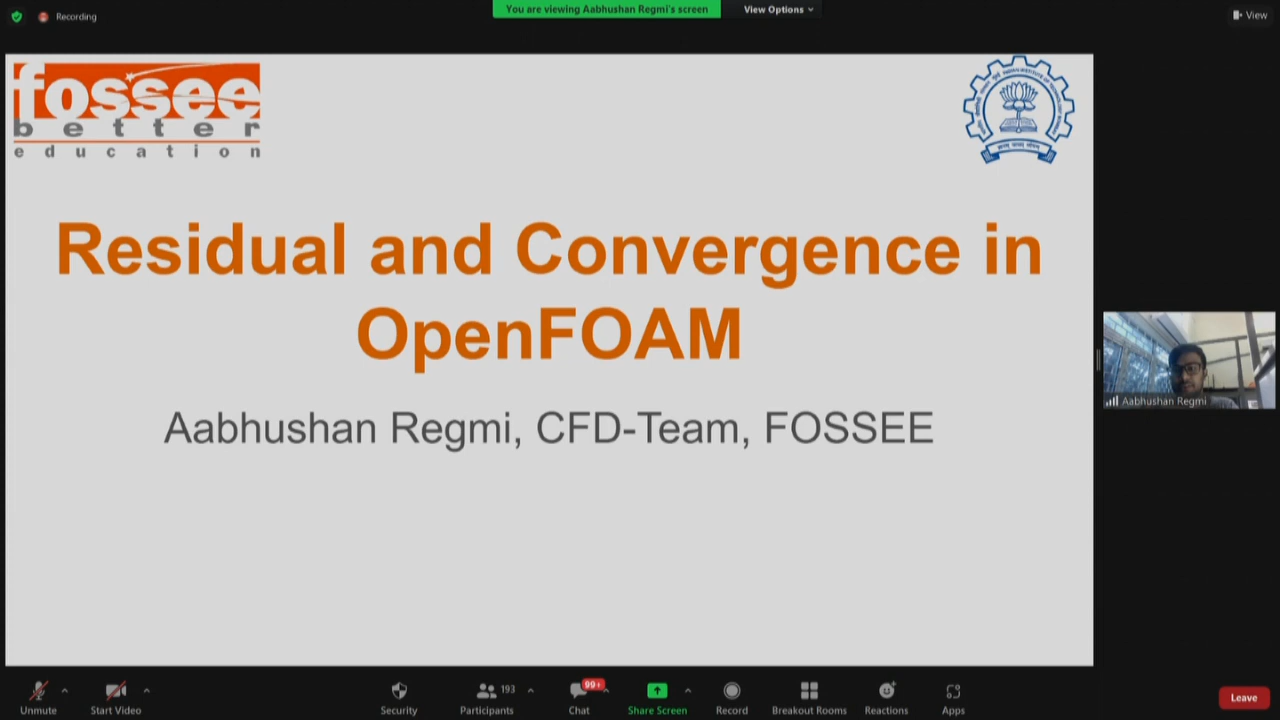 Recording
You are viewing Aabhushan Regmi's screen
View Options
View
fossee
better
education
Residual and Convergence in
OpenFOAM
Aabhushan Regmi, CFD-Team, FOSSEE
Aabhushan Regmi
Unmute
Start Video
Security
Participants
193
Chat
99+
Share Screen
Record
Breakout Rooms
Reactions
Apps
Leave